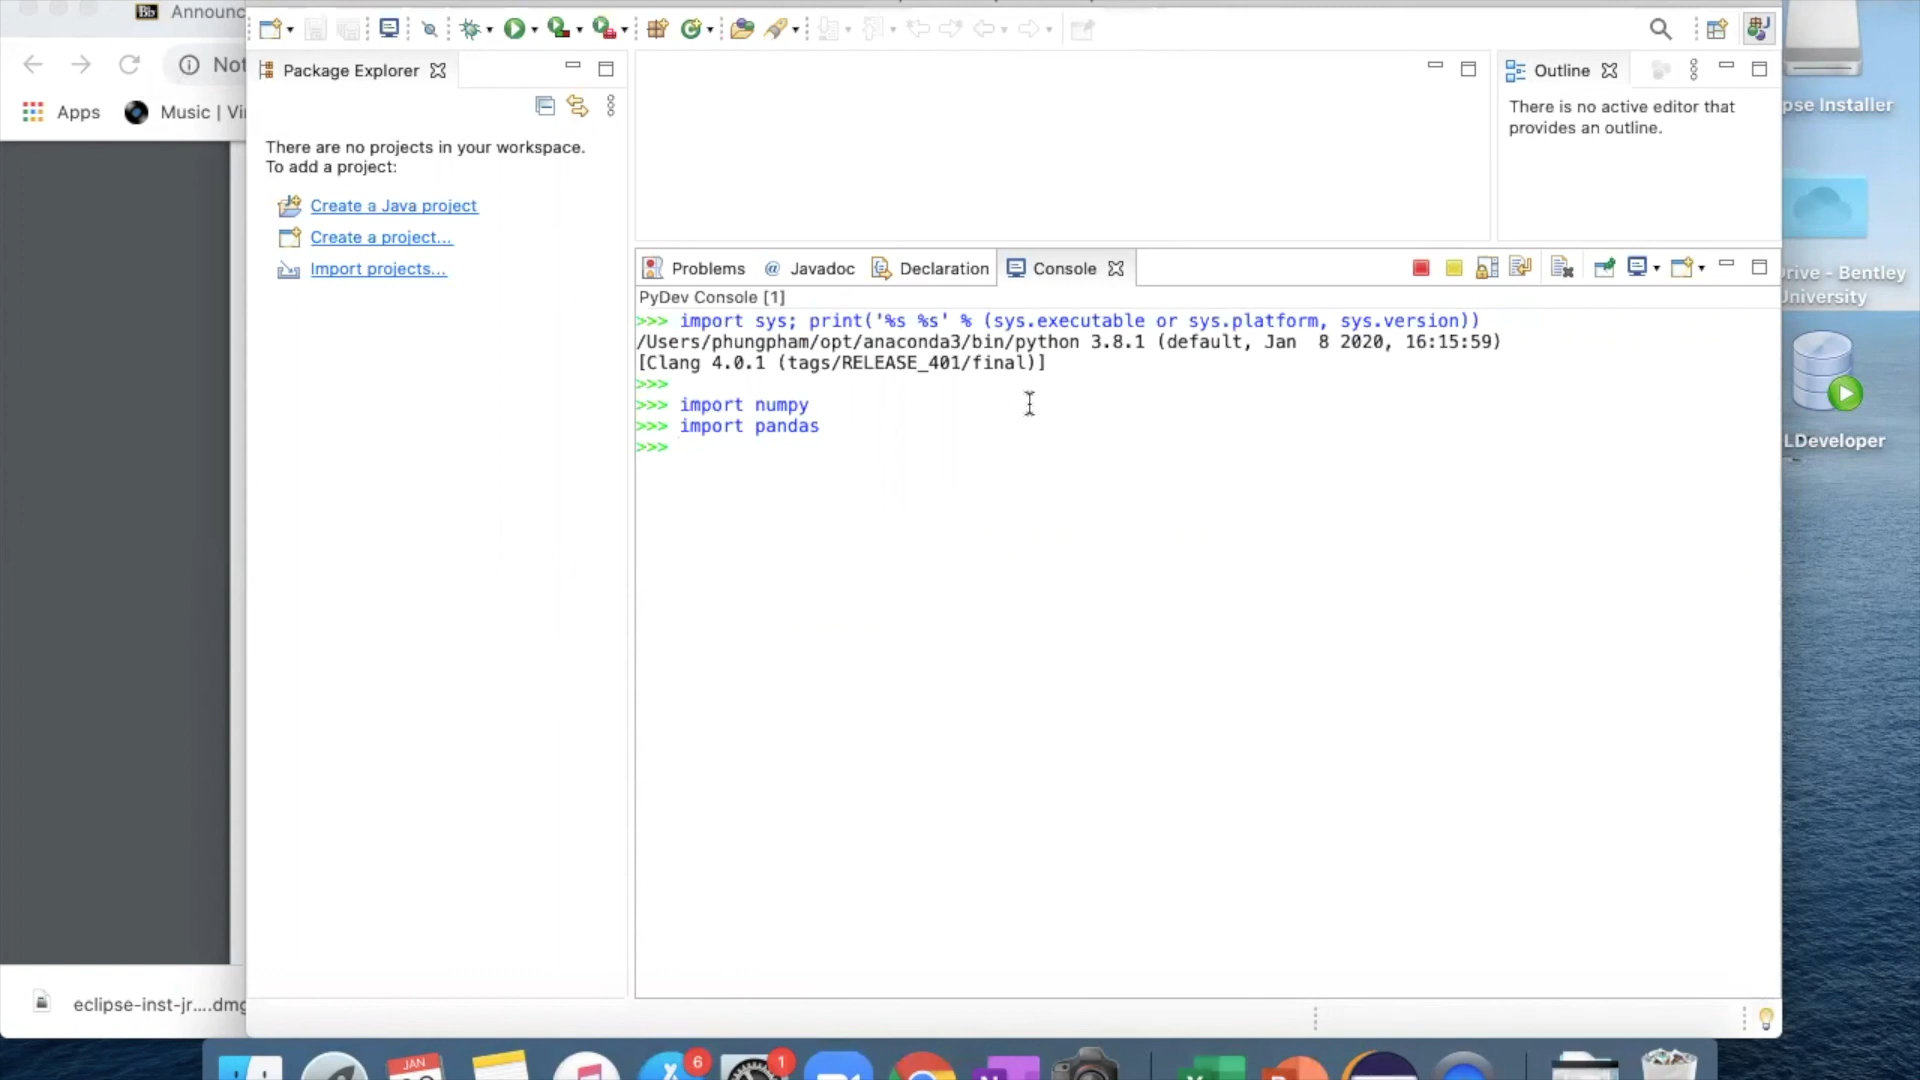 Bb Announc
Not
Apps
Music | Vi
Package Explorer
There are no projects in your workspace.
To add a project:
Create a Java project
Create a project...
Import projects...
Outline
There is no active editor that
provides an outline.
Problems
@ Javadoc
Declaration
Console
PyDev Console [1]
>>> import sys; print('%s %s' % (sys.executable or sys.platform, sys.version))
/Users/phungpham/opt/anaconda3/bin/python 3.8.1 (default, Jan  8 2020, 16:15:59)
[Clang 4.0.1 (tags/RELEASE_401/final)]
>>>
>>> import numpy
>>> import pandas
>>>
pse Installer
rive - Bentley
University
LDeveloper
eclipse-inst-jr....dmg
JAN
6
1